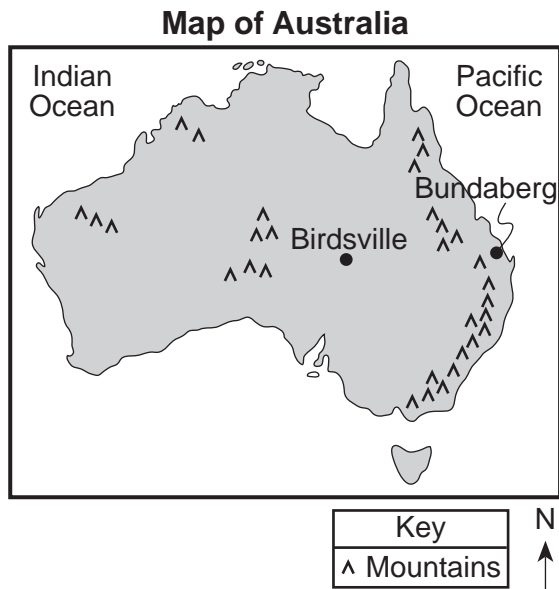 Map of Australia
Indian
Ocean
Pacific
Ocean
Bundaberg
Birdsville
Key
Mountains
N